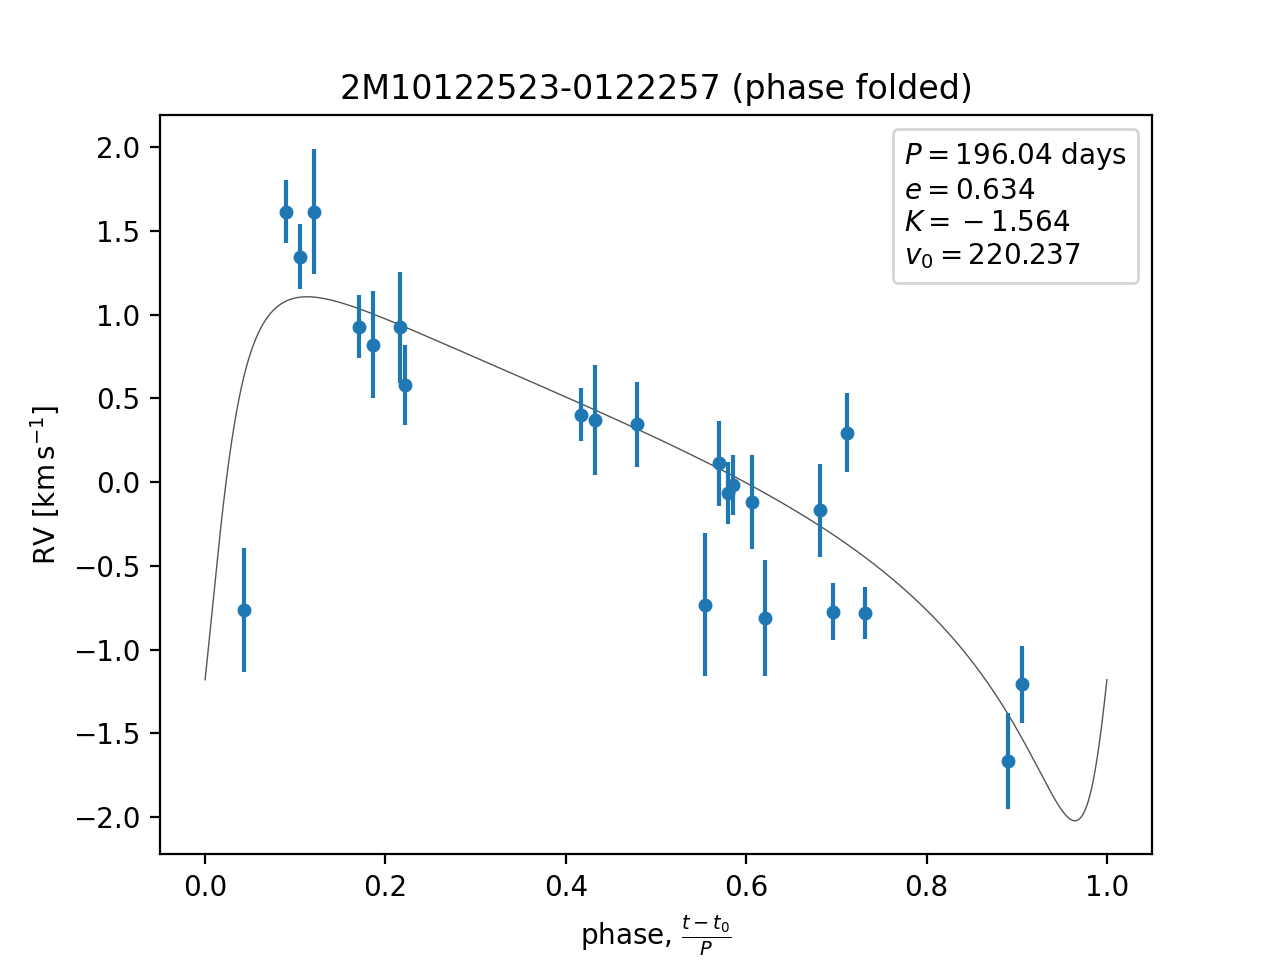 2M10122523-0122257 (phase folded)
P = 196.04 days
e = 0.634
K = − 1.564
v₀ = 220.237
RV [km s⁻¹]
2.0
1.5
1.0
0.5
0.0
−0.5
−1.0
−1.5
−2.0
0.0 0.2 0.4 0.6 0.8 1.0
phase, (t − t₀)/P